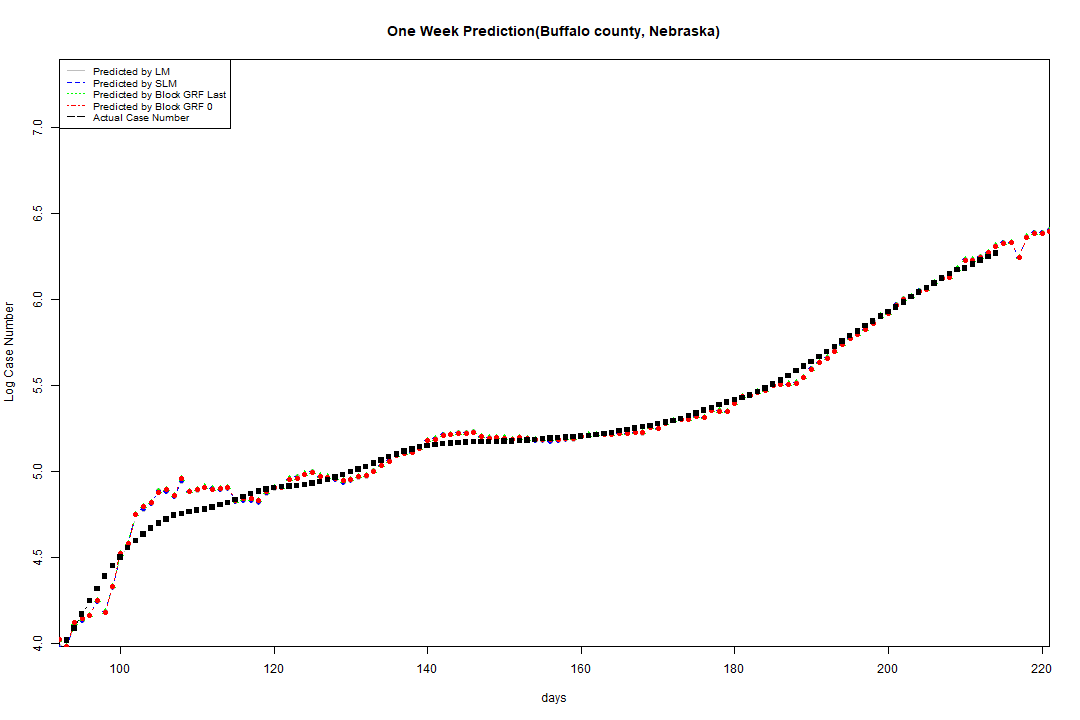 One Week Prediction(Buffalo county, Nebraska)
Predicted by LM
Predicted by SLM
Predicted by Block GRF Last
Predicted by Block GRF 0
Actual Case Number
7.0
6.5
6.0
5.5
5.0
4.5
4.0
Log Case Number
100 120 140 160 180 200 220
days